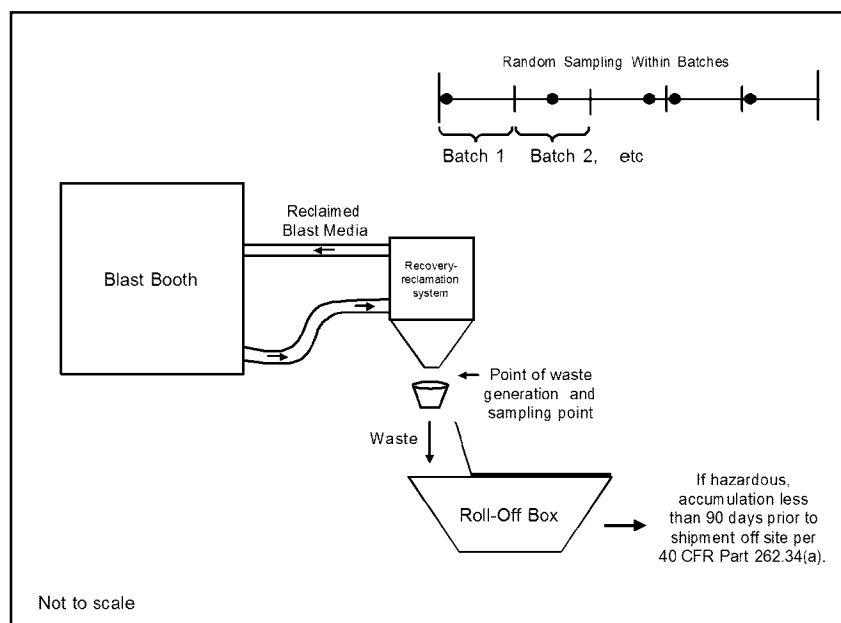 Random Sampling Within Batches
Batch 1
Batch 2, etc
Reclaimed
Blast Media
Blast Booth
Recovery-
reclamation
system
Point of waste
generation and
sampling point
Waste
Roll-Off Box
If hazardous,
accumulation less
than 90 days prior to
shipment off site per
40 CFR Part 262.34(a).
Not to scale